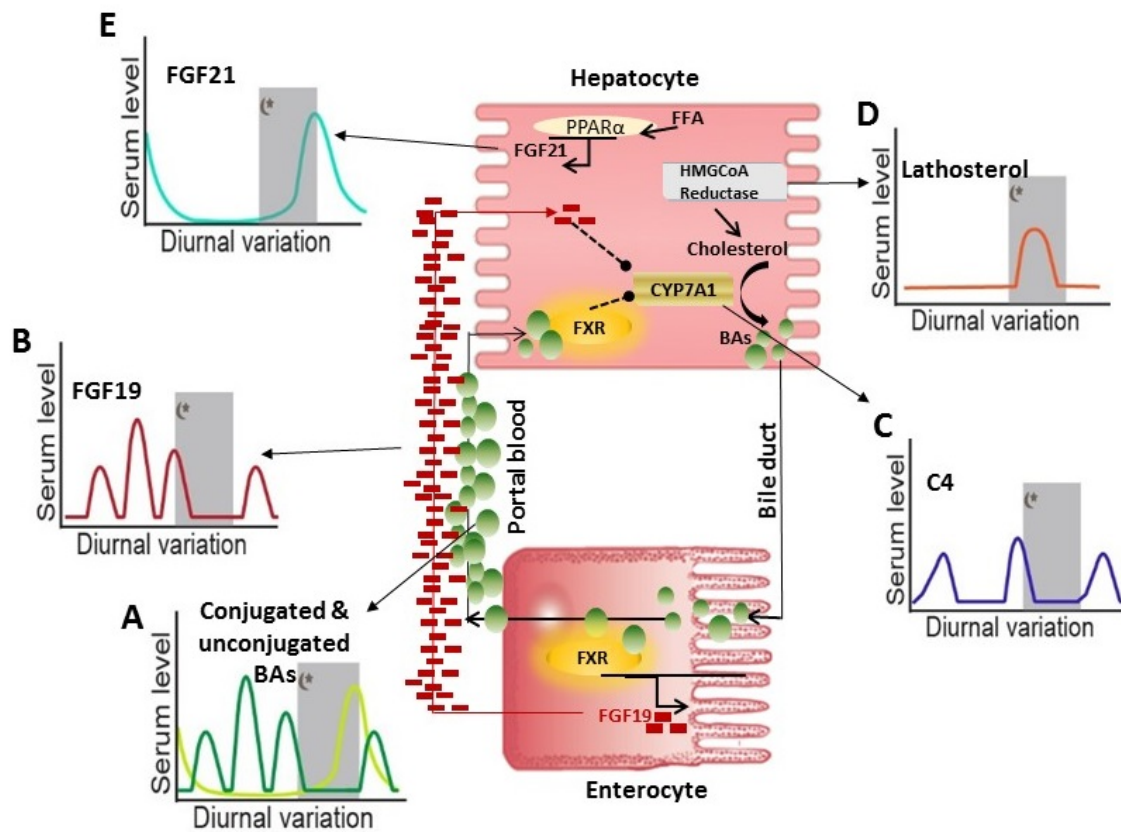 E
FGF21
Serum level
Diurnal variation
Hepatocyte
PPARα
FFA
FGF21
HMGCoA
Reductase
Cholesterol
CYP7A1
FXR
BAs
D
Lathosterol
Serum level
Diurnal variation
B
FGF19
Serum level
Diurnal variation
Portal blood
Bile duct
C
C4
Serum level
Diurnal variation
A
Conjugated &
unconjugated
BAs
Serum level
Diurnal variation
FXR
FGF19
Enterocyte